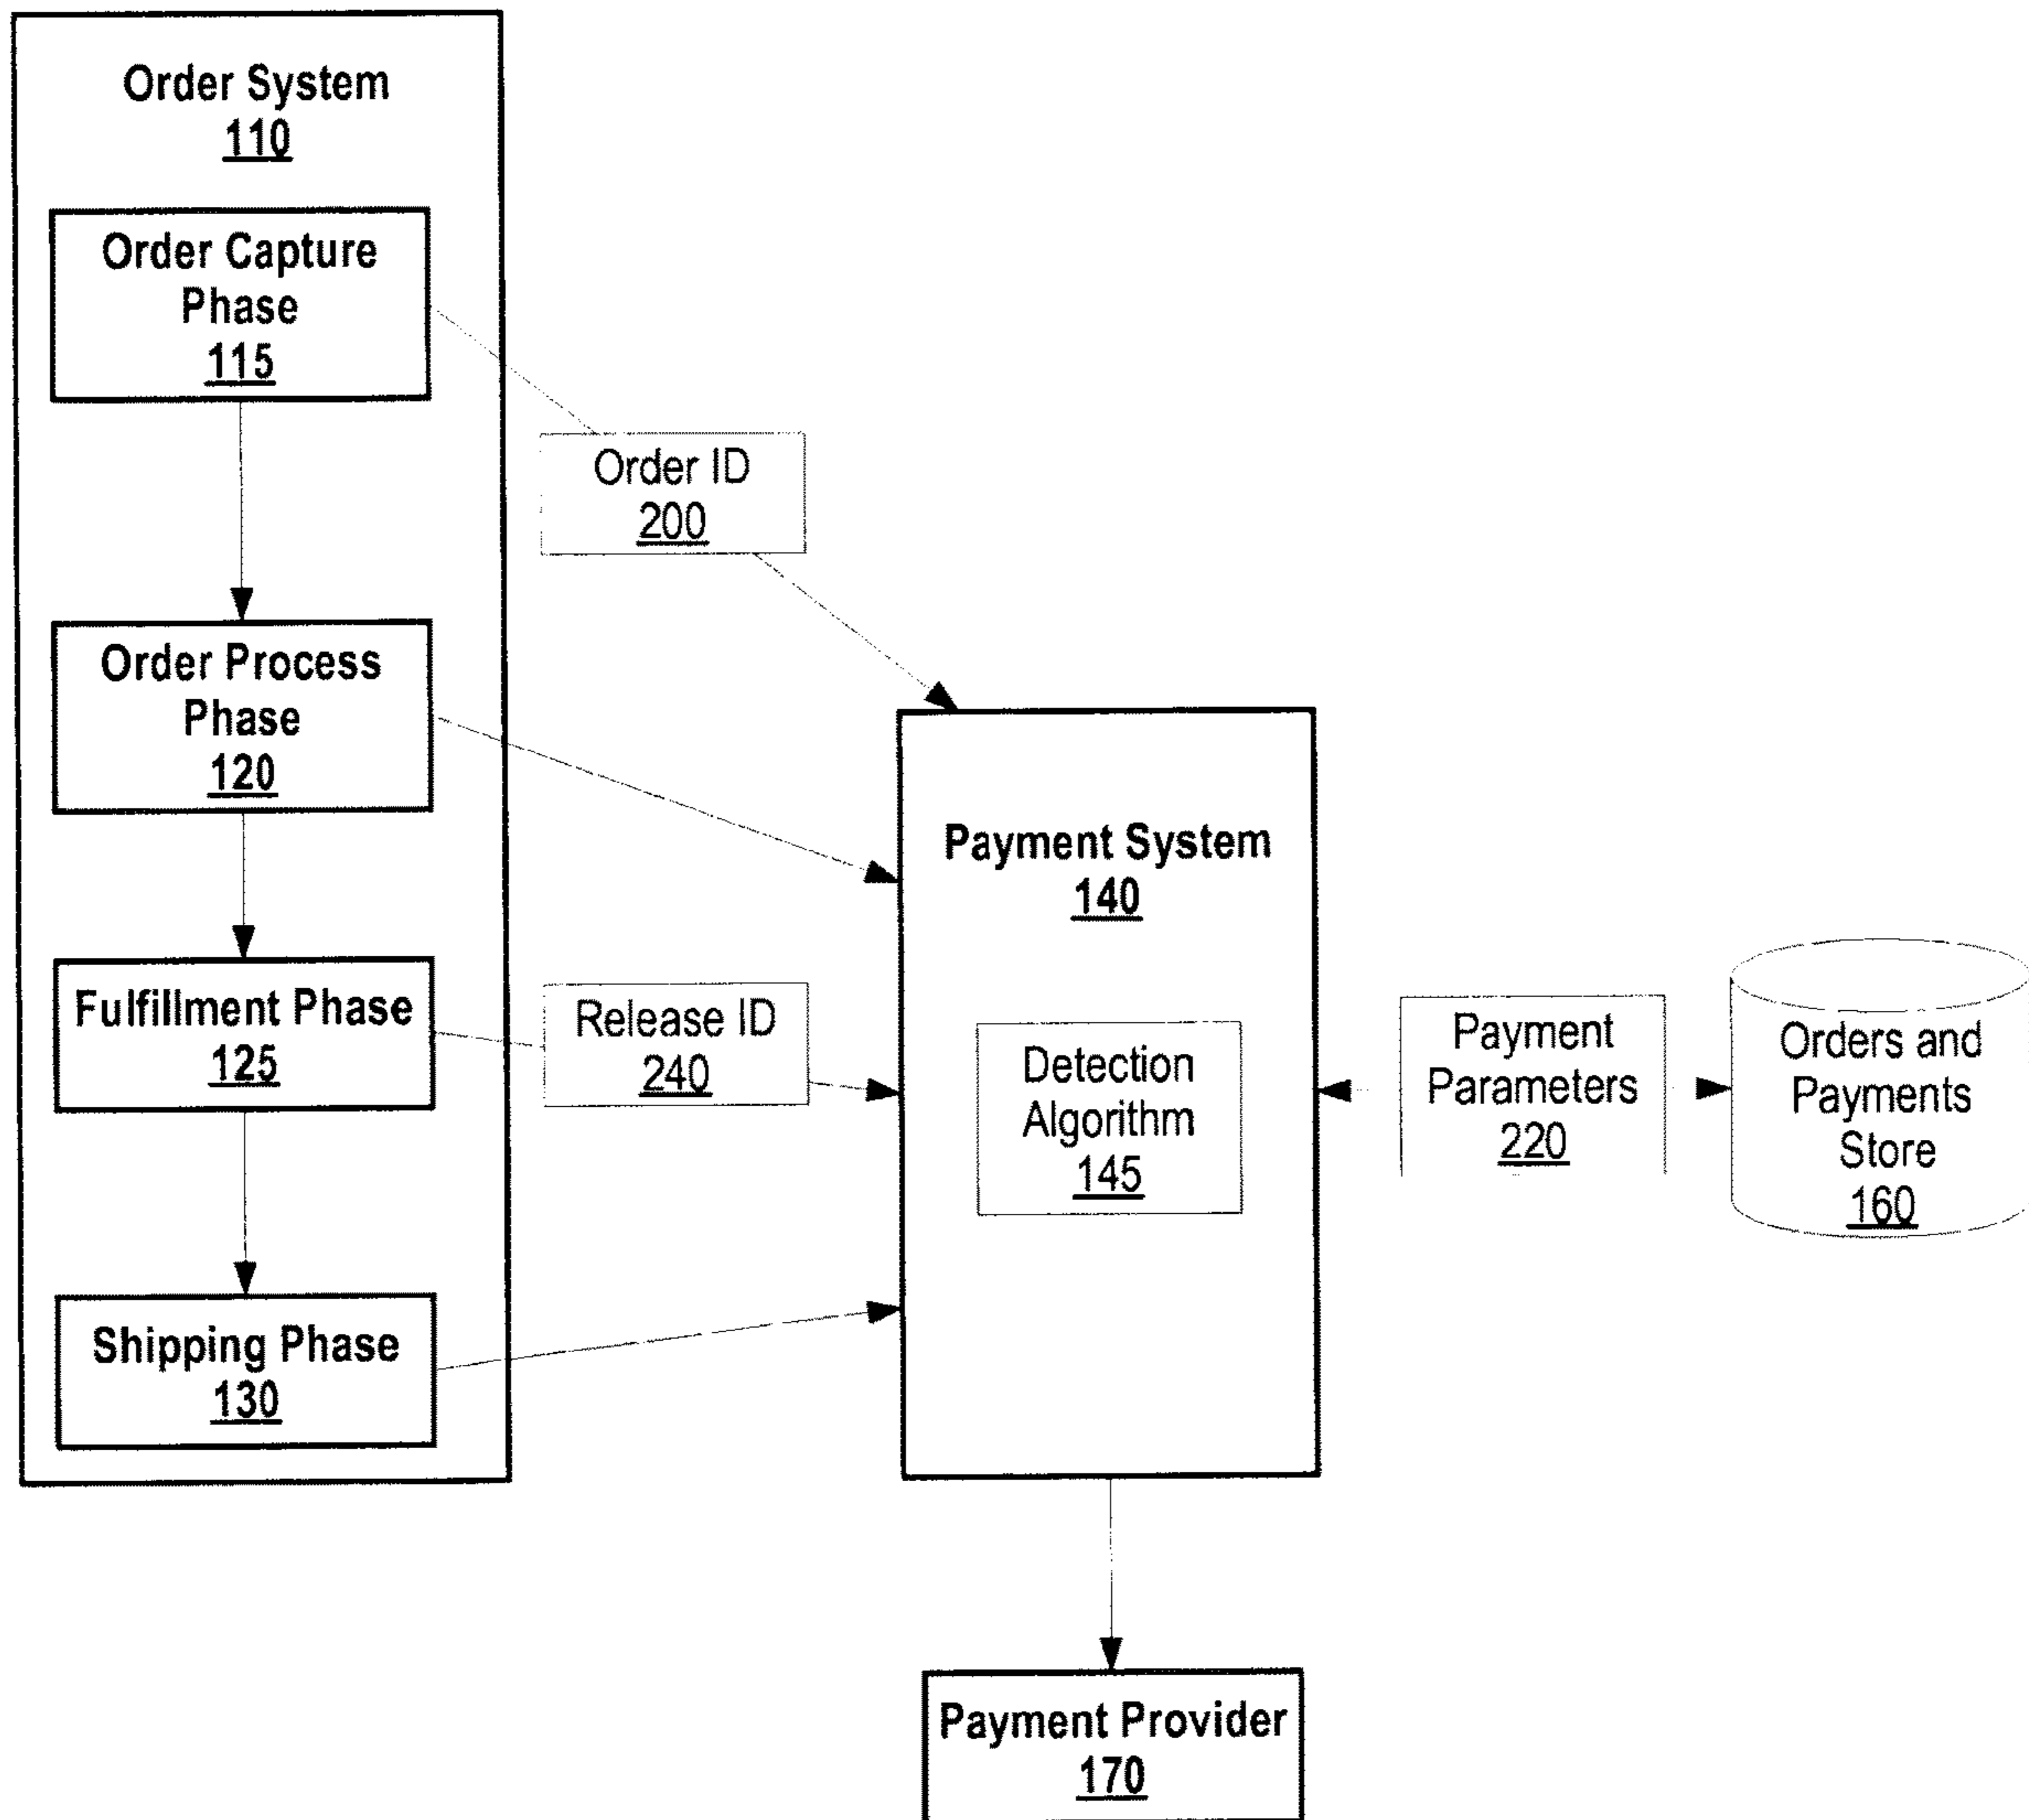 Order System
110
Order Capture
Phase
115
Order ID
200
Order Process
Phase
120
Payment System
140
Fulfillment Phase
125
Release ID
240
Detection
Algorithm
145
Payment
Parameters
220
Orders and
Payments
Store
160
Shipping Phase
130
Payment Provider
170